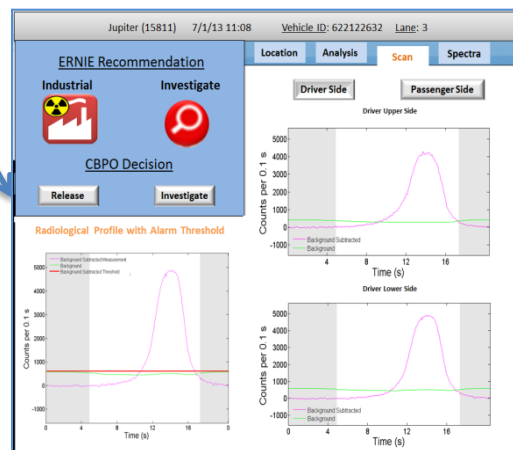 Jupiter (15811) 7/1/13 11:08 Vehicle ID: 622122632 Lane: 3
ERNIE Recommendation
Industrial Investigate
CBPO Decision
Release Investigate
Radiological Profile with Alarm Threshold
Background Subtracted Measurement
Background
Background Subtracted Threshold
Counts per 0.1 s
5000
4000
3000
2000
1000
0
-1000
0 4 8 12 16 0
Time (s)
Location Analysis Scan Spectra
Driver Side Passenger Side
Driver Upper Side
Counts per 0.1 s
5000
4000
3000
2000
1000
0
-1000
Background Subtracted
Background
0 4 8 12 16
Time (s)
Driver Lower Side
Counts per 0.1 s
5000
4000
3000
2000
1000
0
-1000
Background Subtracted
Background
0 4 8 12 16
Time (s)